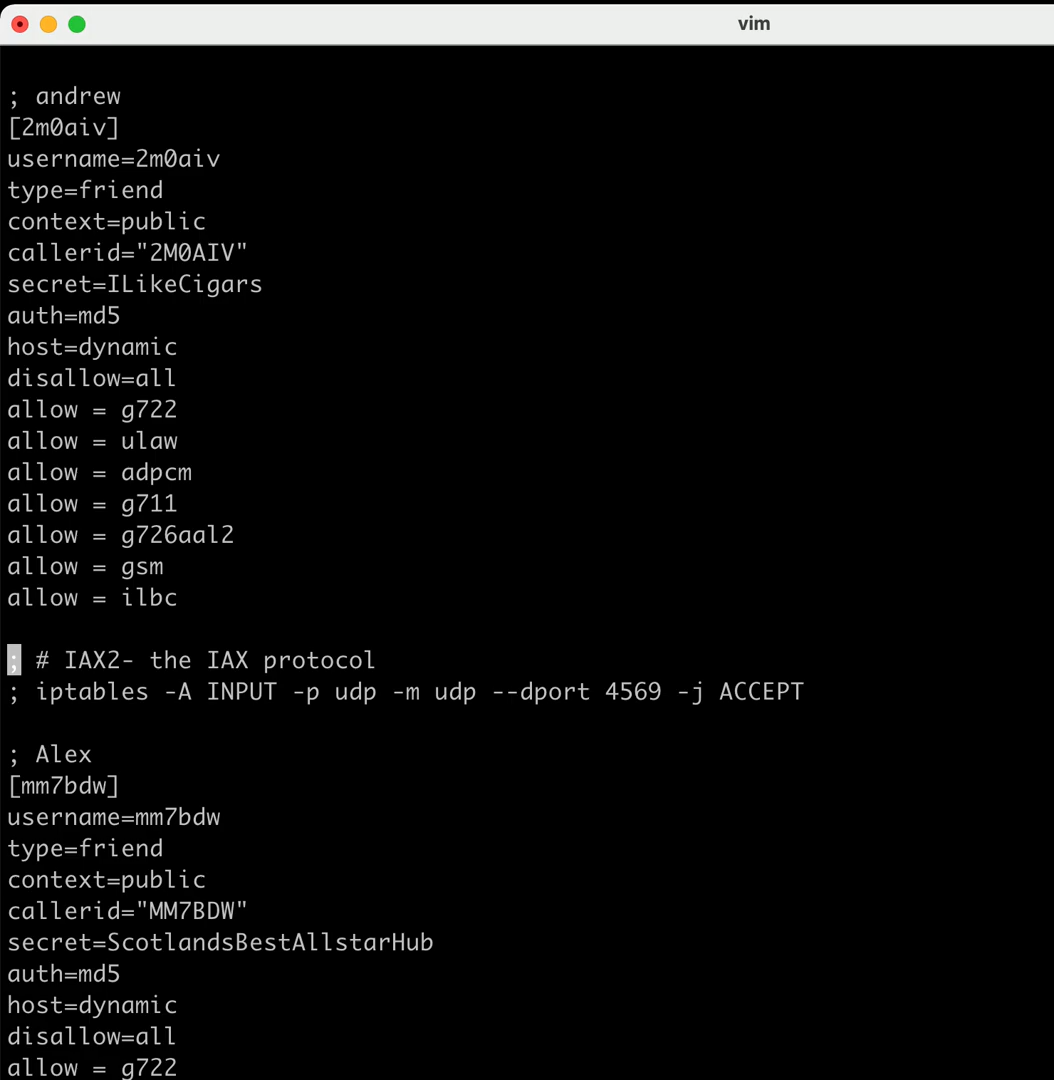 vim
; andrew
[2m0aiv]
username=2m0aiv
type=friend
context=public
callerid="2M0AIV"
secret=ILikeCigars
auth=md5
host=dynamic
disallow=all
allow = g722
allow = ulaw
allow = adpcm
allow = g711
allow = g726aal2
allow = gsm
allow = ilbc
; # IAX2- the IAX protocol
; iptables -A INPUT -p udp -m udp --dport 4569 -j ACCEPT
; Alex
[mm7bdw]
username=mm7bdw
type=friend
context=public
callerid="MM7BDW"
secret=ScotlandsBestAllstarHub
auth=md5
host=dynamic
disallow=all
allow = g722